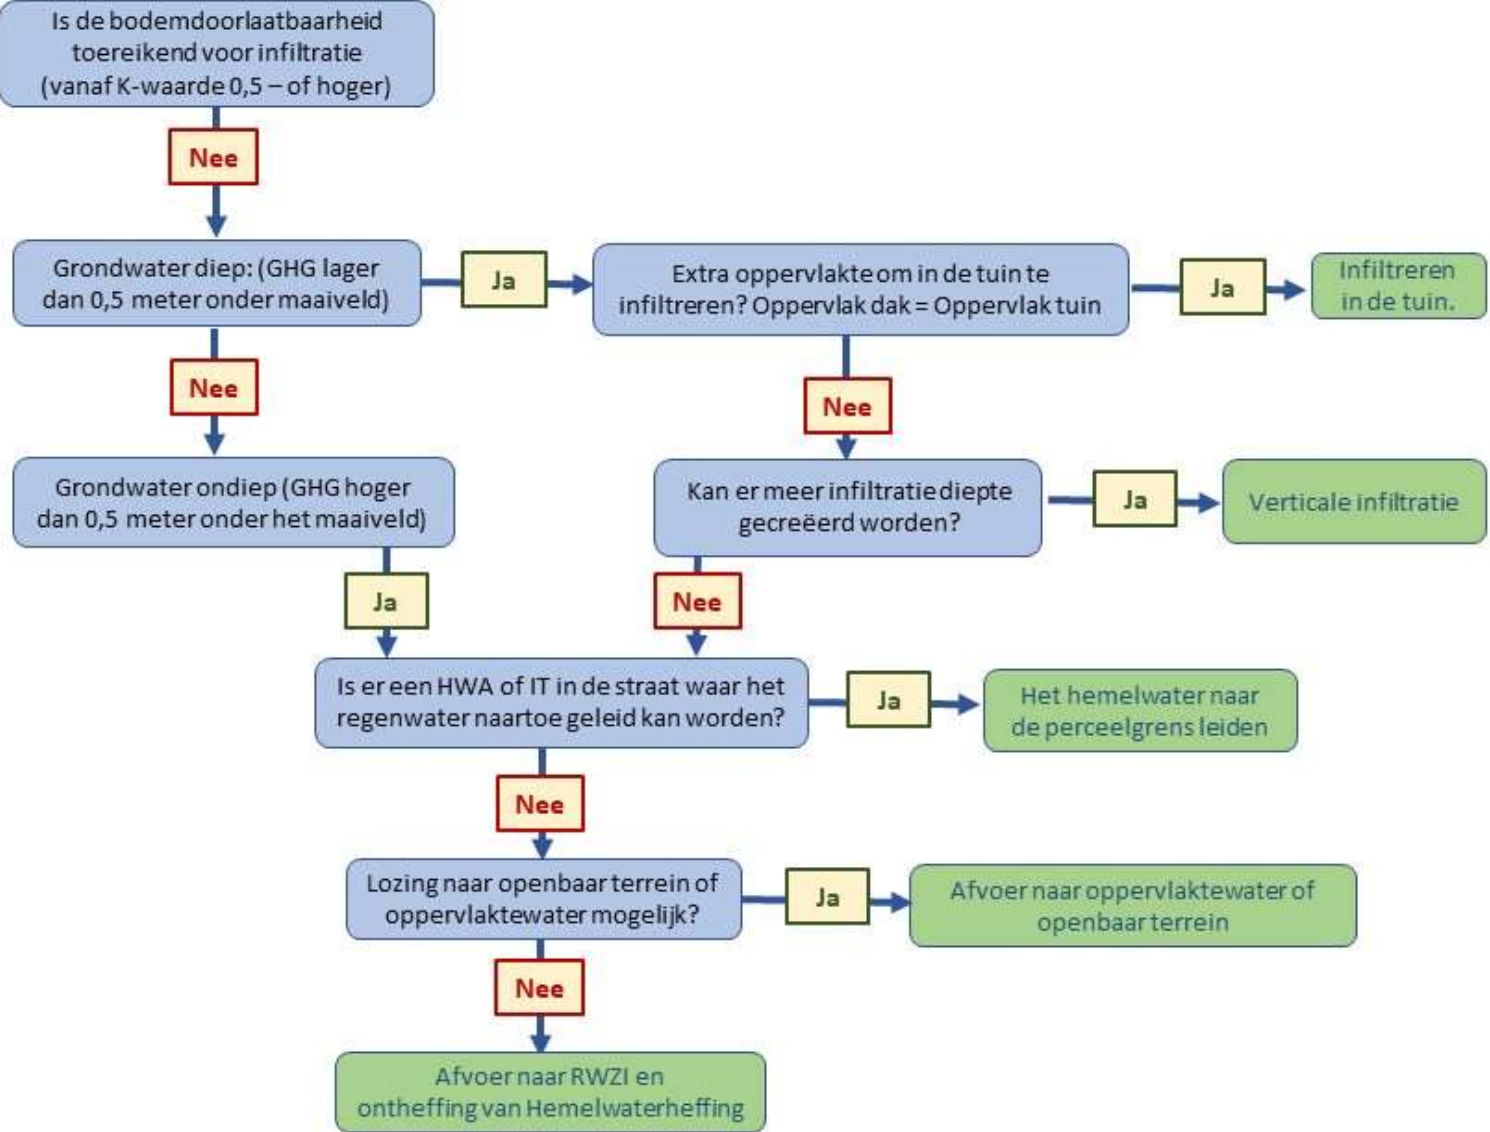 Is de bodemdoorlaatbaarheid
toereikend voor infiltratie
(vanaf K-waarde 0,5 – of hoger)
Nee
Grondwater diep: (GHG lager
dan 0,5 meter onder maaiveld)
Ja
Extra oppervlakte om in de tuin te
infiltreren? Oppervlak dak = Oppervlak tuin
Ja
Infiltreren
in de tuin.
Nee
Nee
Grondwater ondiep (GHG hoger
dan 0,5 meter onder het maaiveld)
Kan er meer infiltratie diepte
gecreëerd worden?
Ja
Verticale infiltratie
Ja
Nee
Is er een HWA of IT in de straat waar het
regenwater naartoe geleid kan worden?
Ja
Het hemelwater naar
de perceelgrens leiden
Nee
Lozing naar openbaar terrein of
oppervlaktewater mogelijk?
Ja
Afvoer naar oppervlaktewater of
openbaar terrein
Nee
Afvoer naar RWZI en
ontheffing van Hemelwaterheffing